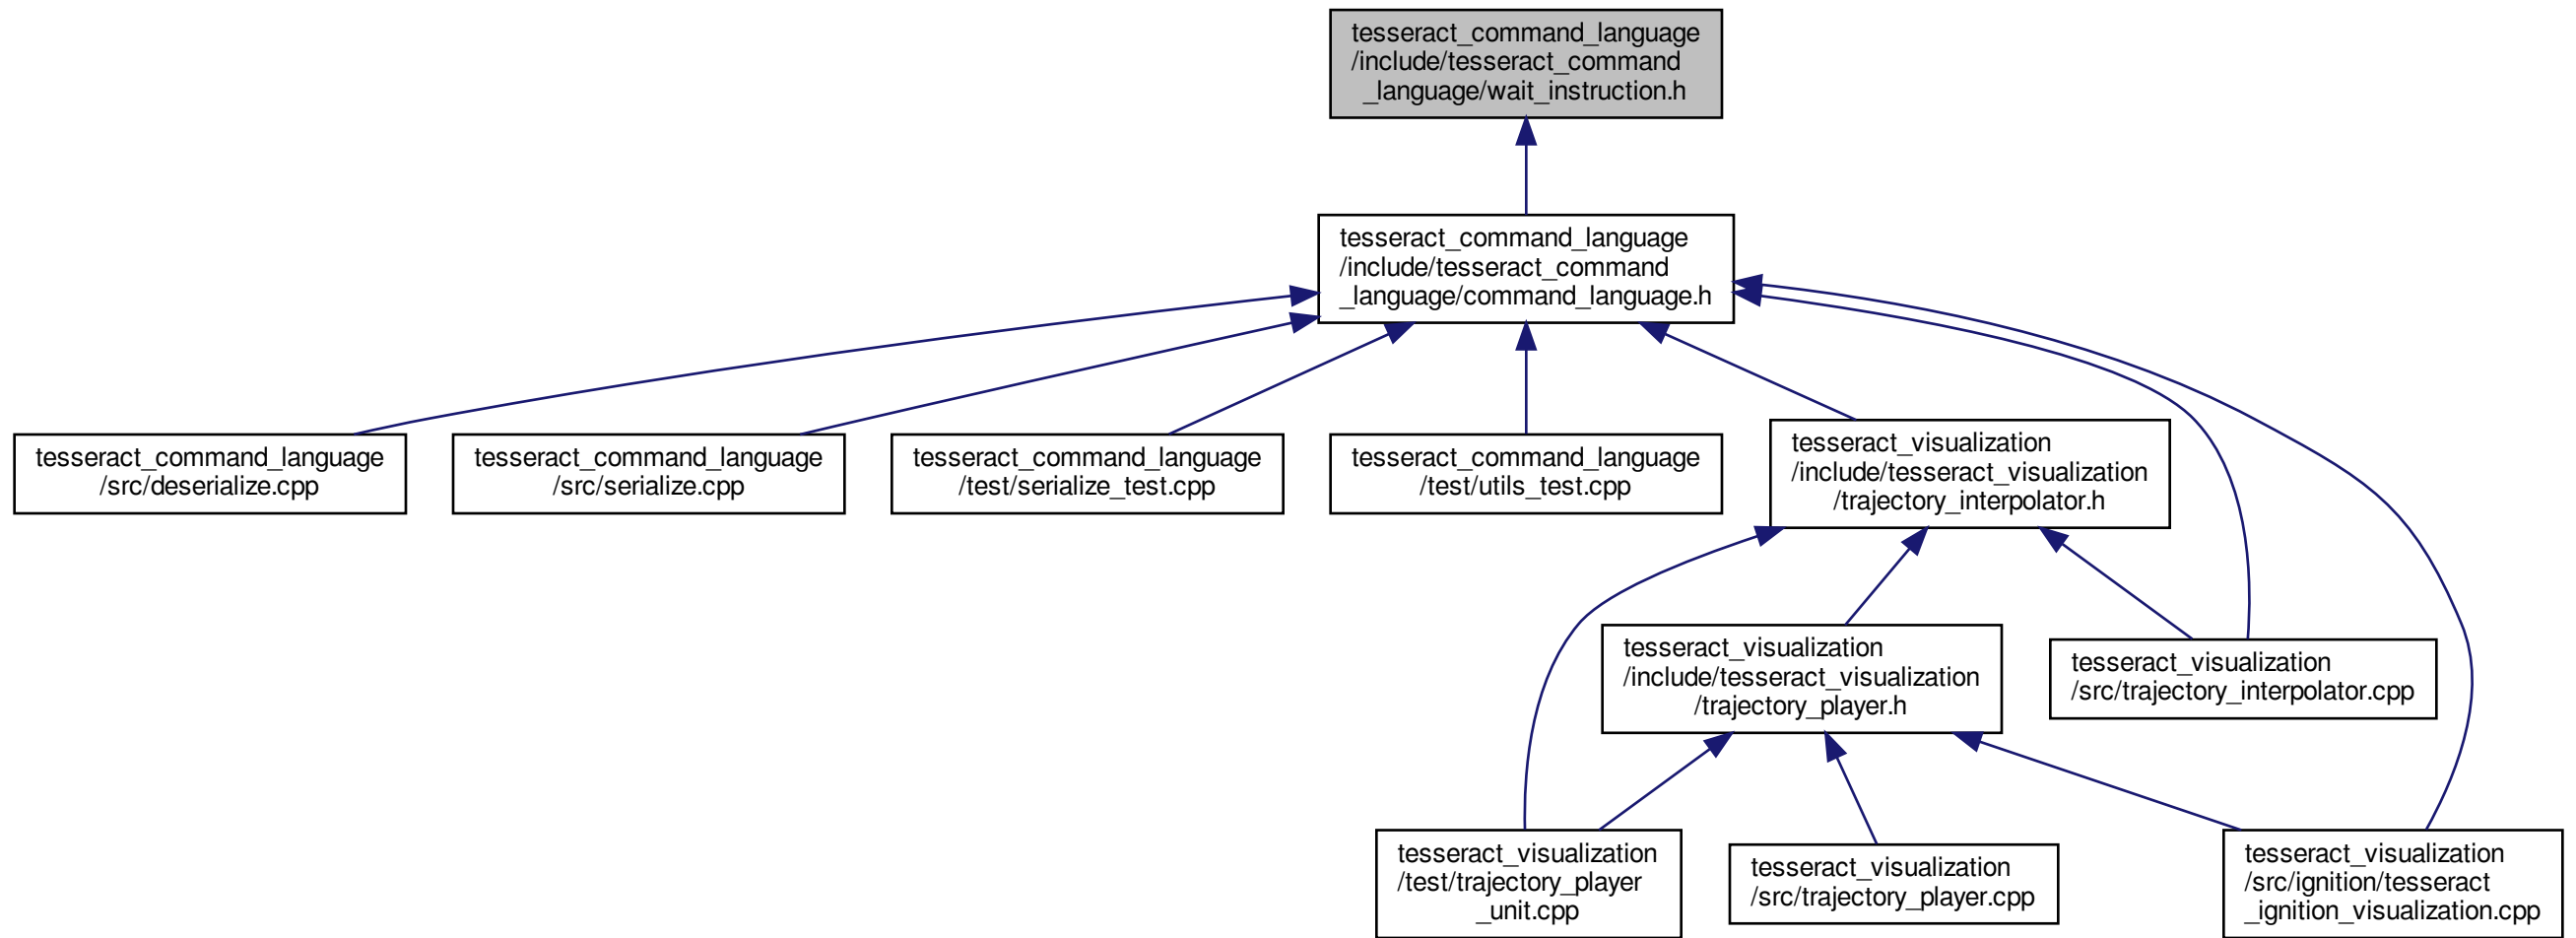 tesseract_command_language
/include/tesseract_command
_language/wait_instruction.h
tesseract_command_language
/include/tesseract_command
_language/command_language.h
tesseract_command_language
/src/deserialize.cpp
tesseract_command_language
/src/serialize.cpp
tesseract_command_language
/test/serialize_test.cpp
tesseract_command_language
/test/utils_test.cpp
tesseract_visualization
/include/tesseract_visualization
/trajectory_interpolator.h
tesseract_visualization
/include/tesseract_visualization
/trajectory_player.h
tesseract_visualization
/src/trajectory_interpolator.cpp
tesseract_visualization
/test/trajectory_player
_unit.cpp
tesseract_visualization
/src/trajectory_player.cpp
tesseract_visualization
/src/ignition/tesseract
_ignition_visualization.cpp